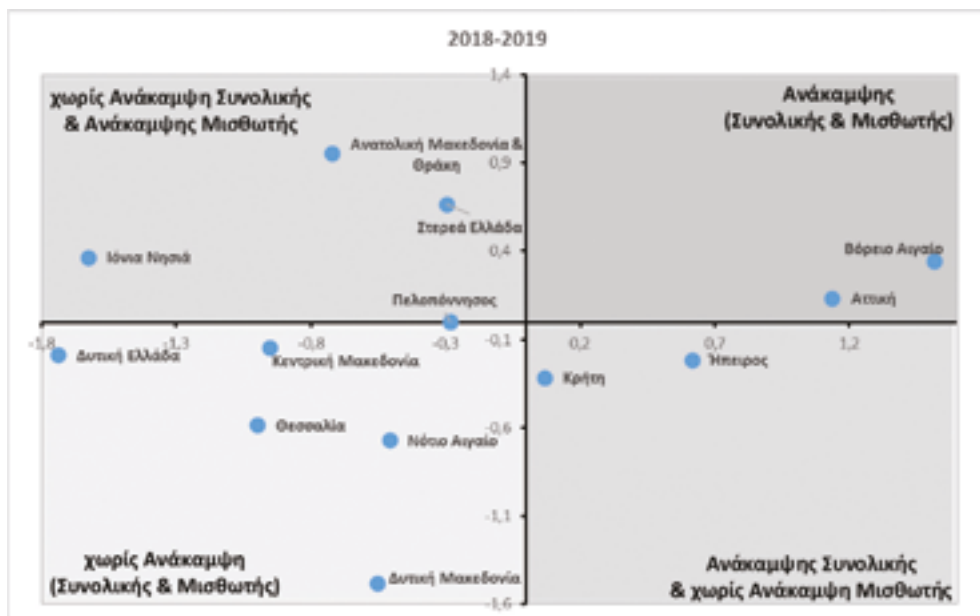 2018-2019
1,4
χωρίς Ανάκαμψη Συνολικής
& Ανάκαμψης Μισθωτής
Ανάκαμψης
(Συνολικής & Μισθωτής)
Ανατολική Μακεδονία &
Θράκη
0,9
Στερεά Ελλάδα
0,4
Βόρειο Αιγαίο
Ιόνια Νησιά
Πελοπόννησος
Αττική
-1,8
-1,3
-0,8
-0,3
-0,1
0,2
0,7
1,2
Δυτική Ελλάδα
Κεντρική Μακεδονία
Ήπειρος
Κρήτη
Θεσσαλία
-0,6
Νότιο Αιγαίο
-1,1
χωρίς Ανάκαμψη
(Συνολικής & Μισθωτής)
Ανάκαμψης Συνολικής
& χωρίς Ανάκαμψη Μισθωτής
Δυτική Μακεδονία
-1,6